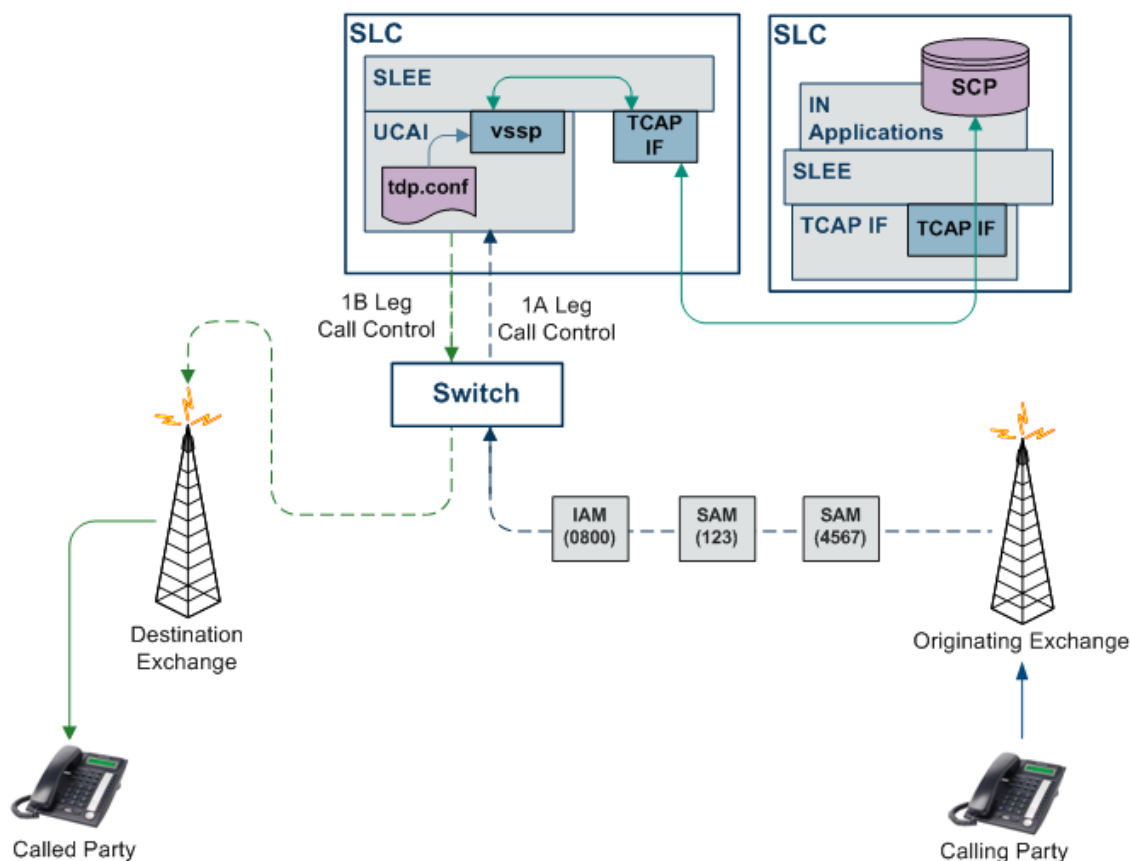 SLC
SLEE
UCAI
vssp
TCAP
IF
tdp.conf
SLC
SCP
IN
Applications
SLEE
TCAP IF
TCAP IF
1B Leg
Call Control
1A Leg
Call Control
Switch
IAM
(0800)
SAM
(123)
SAM
(4567)
Destination
Exchange
Originating Exchange
Called Party
Calling Party